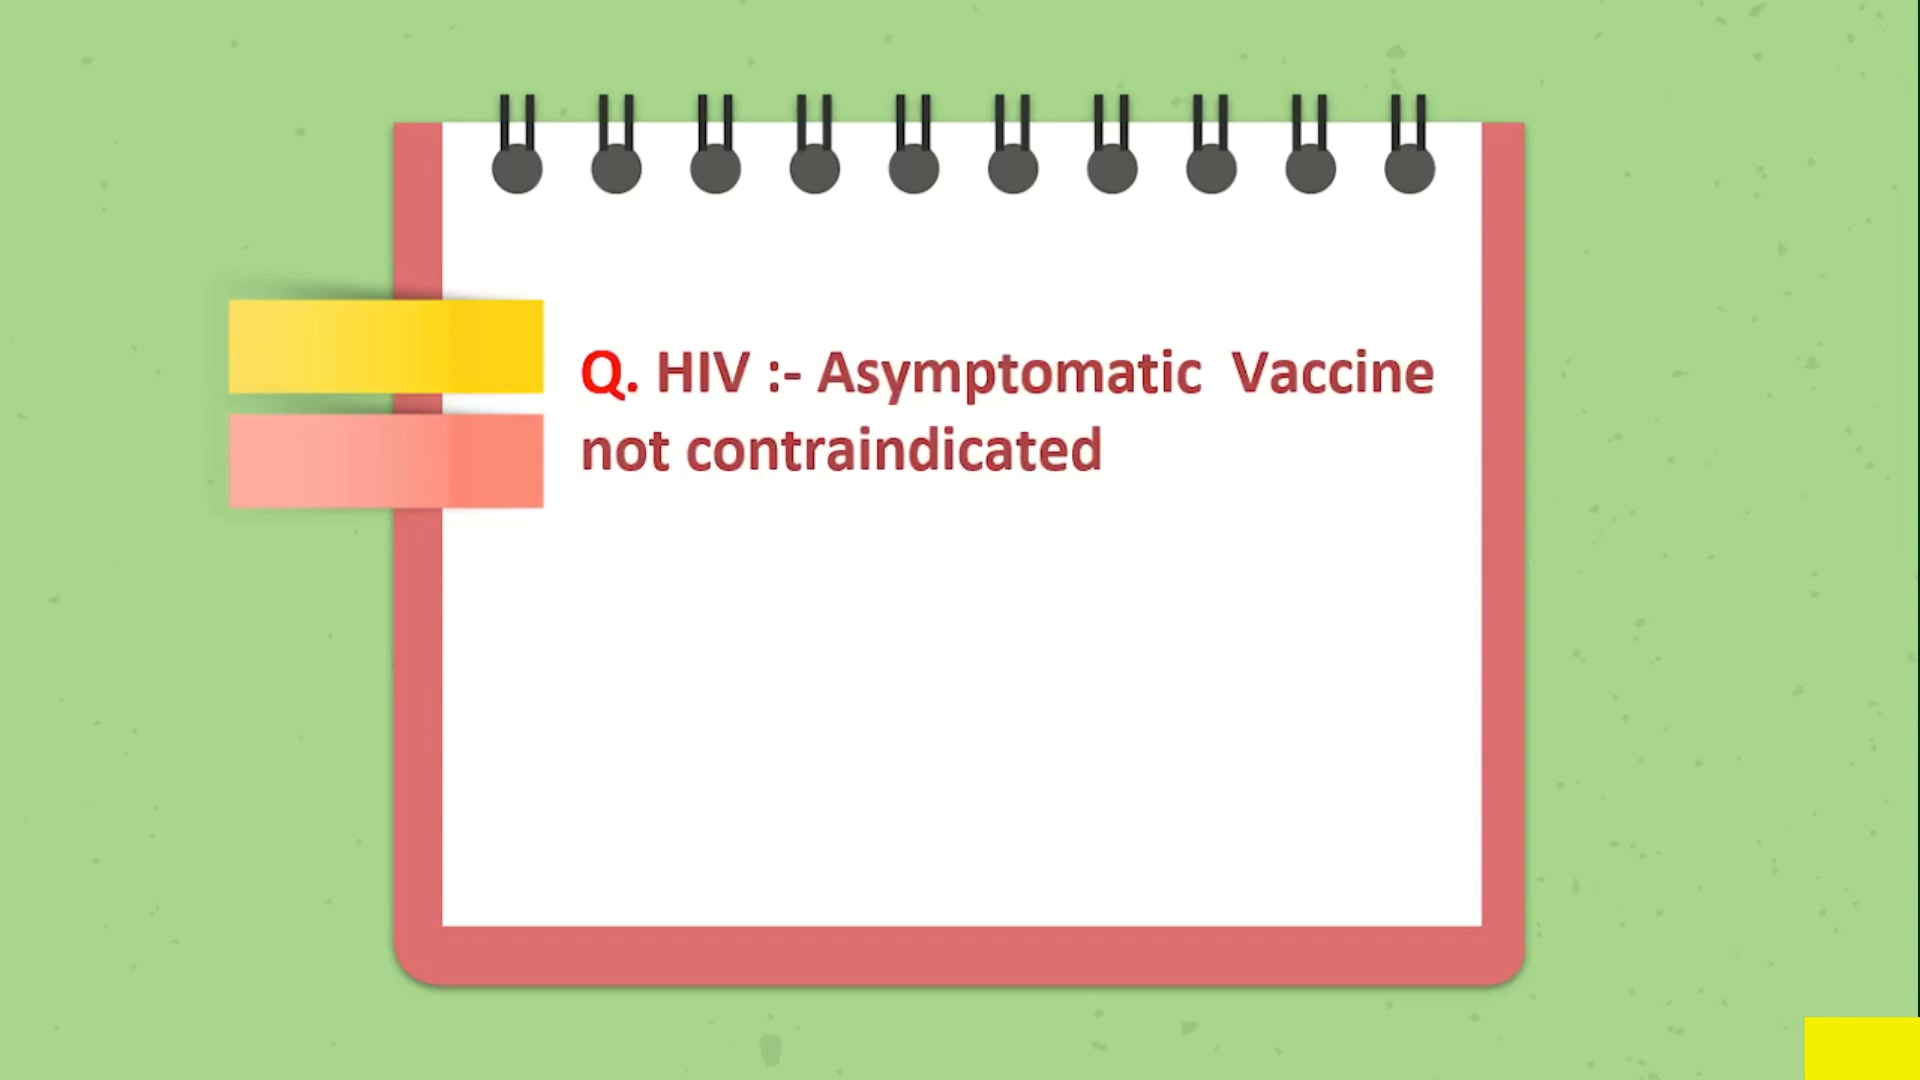 Q. HIV :- Asymptomatic Vaccine
not contraindicated